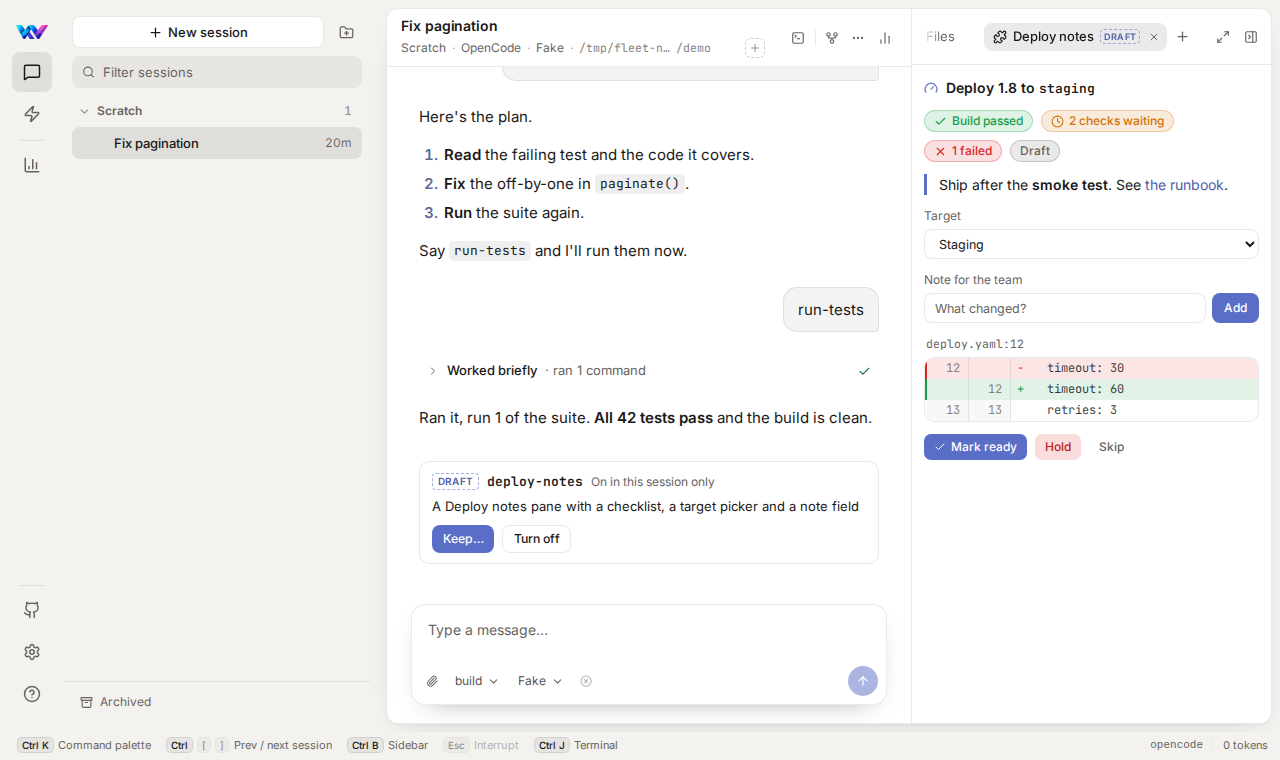 New session
Filter sessions
Scratch 1
Fix pagination 20m
Archived
Fix pagination
Scratch · OpenCode · Fake · /tmp/fleet-n… /demo
Here's the plan.
1. Read the failing test and the code it covers.
2. Fix the off-by-one in paginate().
3. Run the suite again.
Say run-tests and I'll run them now.
run-tests
Worked briefly · ran 1 command
Ran it, run 1 of the suite. All 42 tests pass and the build is clean.
DRAFT deploy-notes On in this session only
A Deploy notes pane with a checklist, a target picker and a note field
Keep… Turn off
Type a message…
build Fake
Files Deploy notes DRAFT
Deploy 1.8 to staging
Build passed 2 checks waiting
1 failed Draft
Ship after the smoke test. See the runbook.
Target
Staging
Note for the team
What changed? Add
deploy.yaml:12
12 - timeout: 30
12 + timeout: 60
13 13 retries: 3
Mark ready Hold Skip
Ctrl K Command palette Ctrl [ ] Prev / next session Ctrl B Sidebar Esc Interrupt Ctrl J Terminal opencode 0 tokens